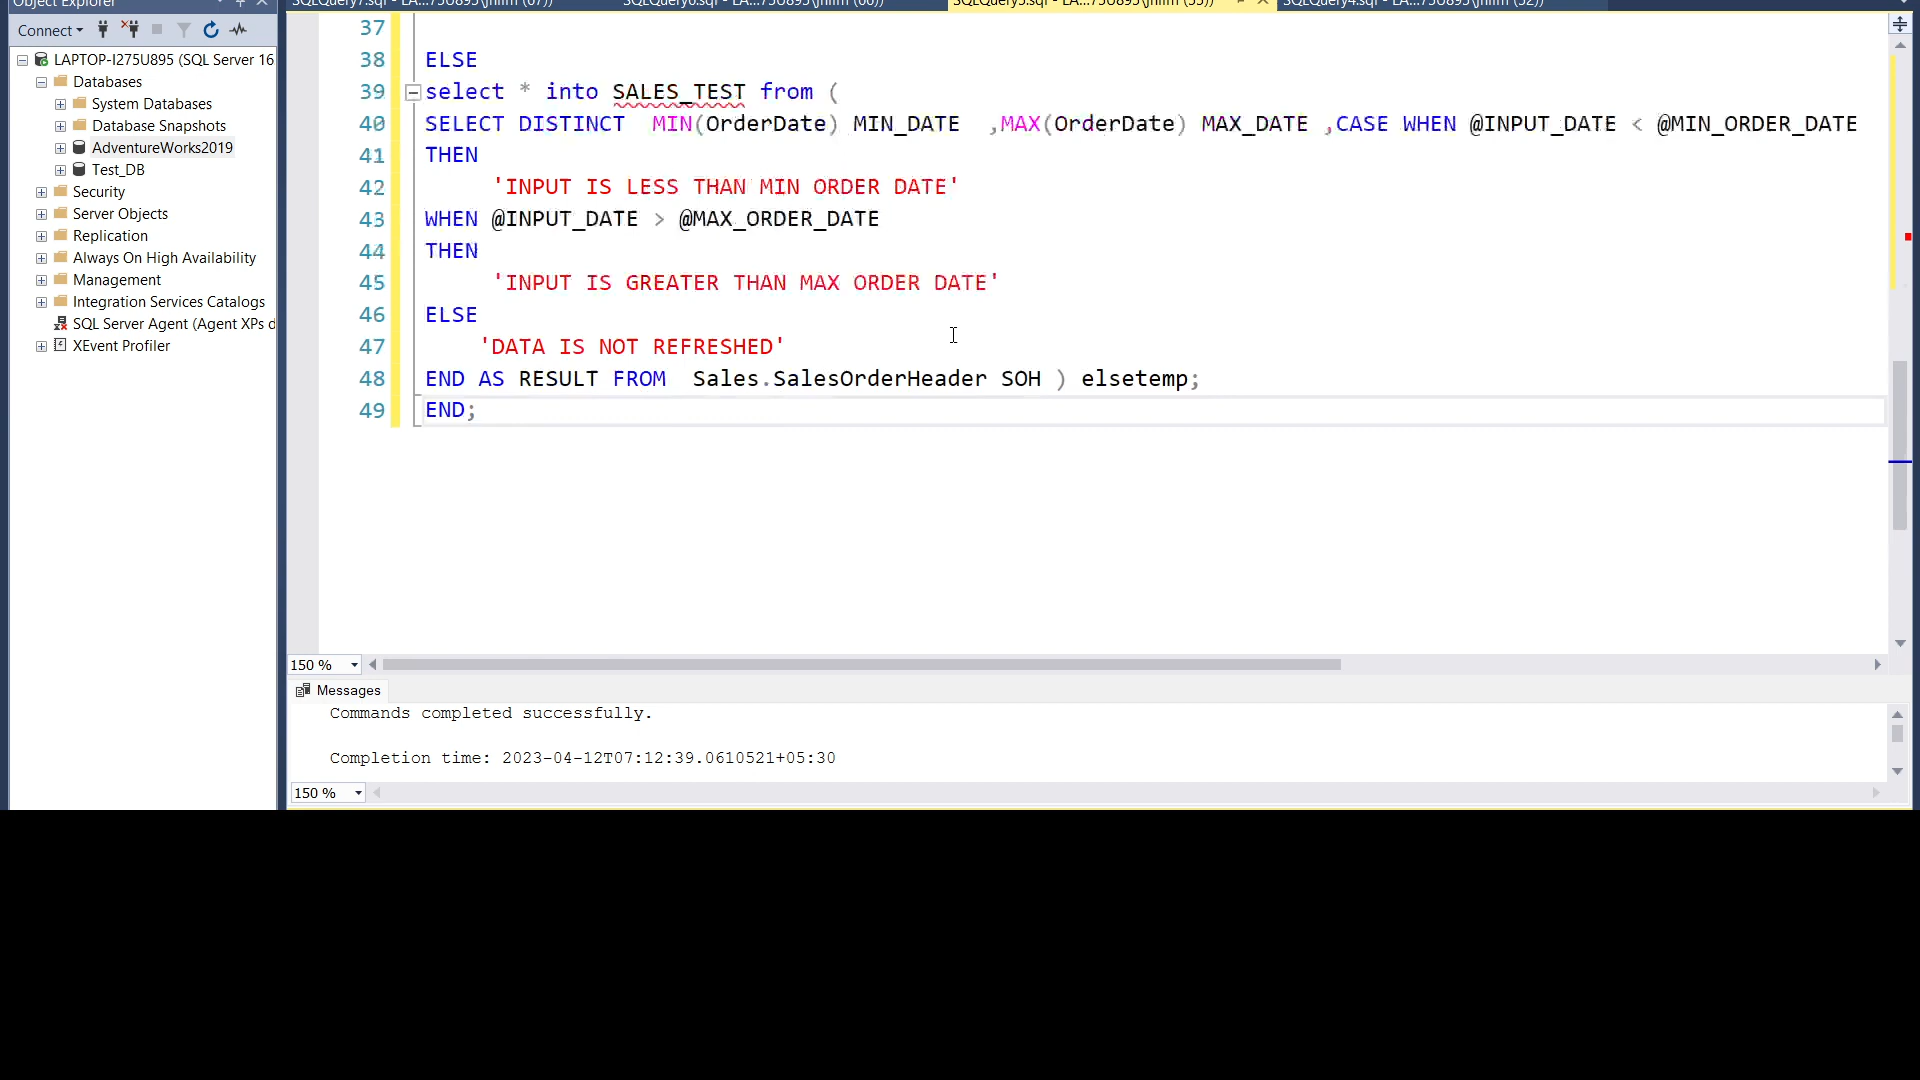 Object Explorer
Connect
LAPTOP-I275U895 (SQL Server 16
Databases
System Databases
Database Snapshots
AdventureWorks2019
Test_DB
Security
Server Objects
Replication
Always On High Availability
Management
Integration Services Catalogs
SQL Server Agent (Agent XPs d
XEvent Profiler
37
38 ELSE
39 select * into SALES_TEST from (
40 SELECT DISTINCT  MIN(OrderDate) MIN_DATE  ,MAX(OrderDate) MAX_DATE ,CASE WHEN @INPUT_DATE < @MIN_ORDER_DATE
41 THEN
42 'INPUT IS LESS THAN MIN ORDER DATE'
43 WHEN @INPUT_DATE > @MAX_ORDER_DATE
44 THEN
45 'INPUT IS GREATER THAN MAX ORDER DATE'
46 ELSE
47 'DATA IS NOT REFRESHED'
48 END AS RESULT FROM  Sales.SalesOrderHeader SOH ) elsetemp;
49 END;
150 %
Messages
Commands completed successfully.
Completion time: 2023-04-12T07:12:39.0610521+05:30
150 %